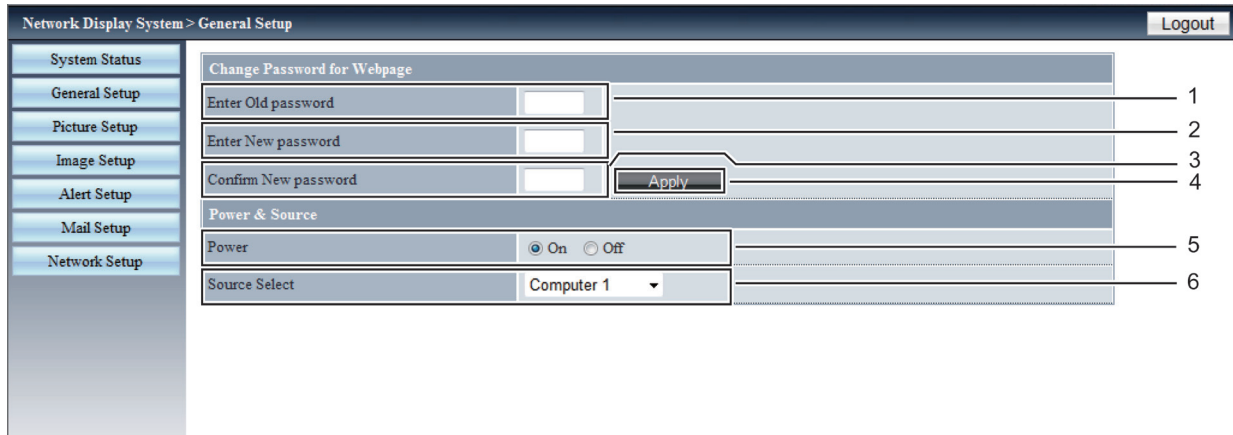 Network Display System > General Setup
Logout
System Status
General Setup
Picture Setup
Image Setup
Alert Setup
Mail Setup
Network Setup
Change Password for Webpage
Enter Old password
1
Enter New password
2
Confirm New password
Apply
3
4
Power & Source
Power
On
Off
5
Source Select
Computer 1
6